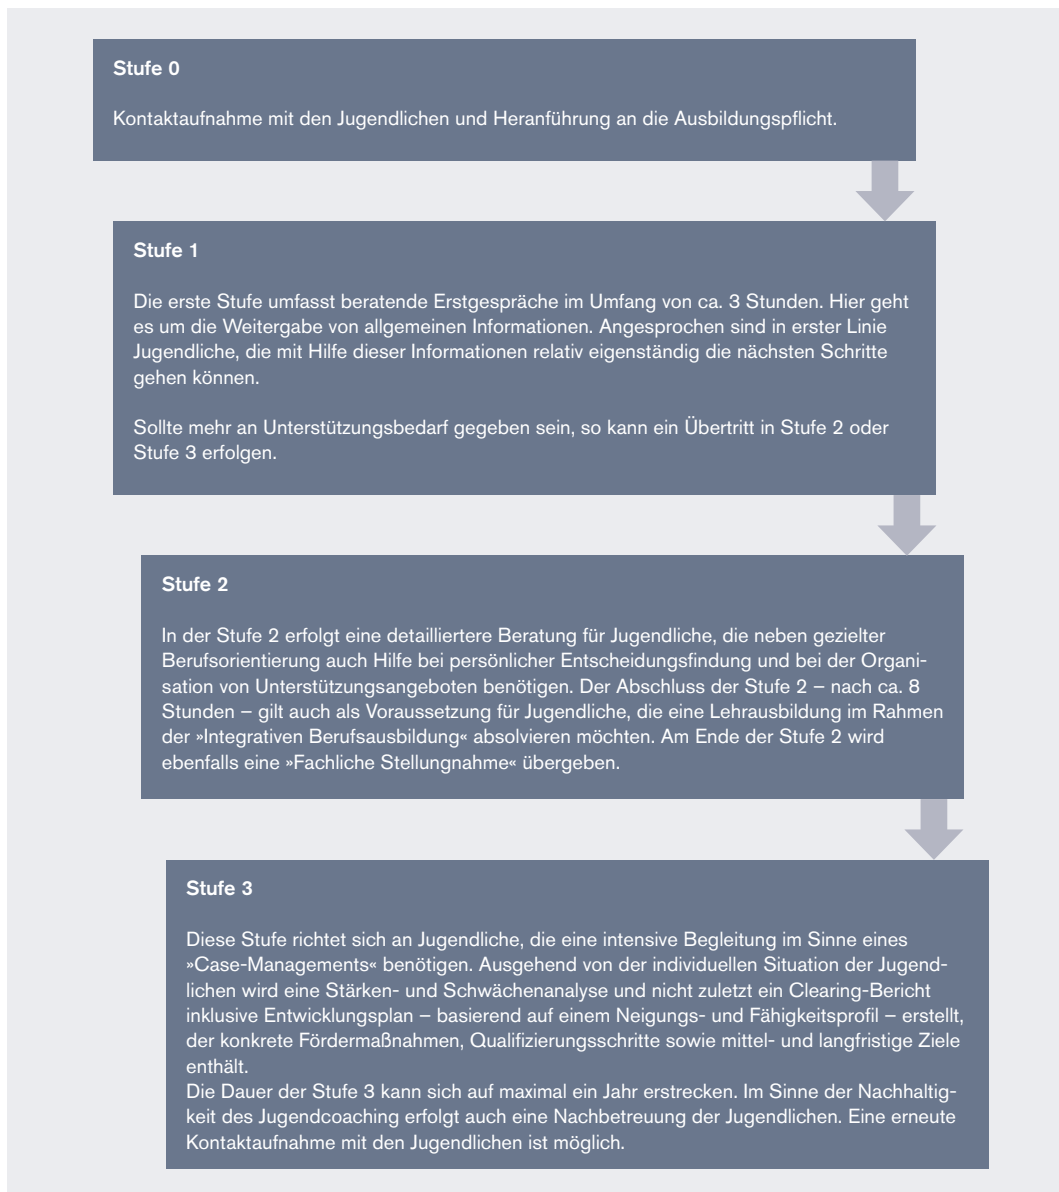 Stufe 0
Kontaktaufnahme mit den Jugendlichen und Heranführung an die Ausbildungspflicht.
Stufe 1
Die erste Stufe umfasst beratende Erstgespräche im Umfang von ca. 3 Stunden. Hier geht
es um die Weitergabe von allgemeinen Informationen. Angesprochen sind in erster Linie
Jugendliche, die mit Hilfe dieser Informationen relativ eigenständig die nächsten Schritte
gehen können.
Sollte mehr an Unterstützungsbedarf gegeben sein, so kann ein Übertritt in Stufe 2 oder
Stufe 3 erfolgen.
Stufe 2
In der Stufe 2 erfolgt eine detailliertere Beratung für Jugendliche, die neben gezielter
Berufsorientierung auch Hilfe bei persönlicher Entscheidungsfindung und bei der Organi-
sation von Unterstützungsangeboten benötigen. Der Abschluss der Stufe 2 – nach ca. 8
Stunden – gilt auch als Voraussetzung für Jugendliche, die eine Lehrausbildung im Rahmen
der »Integrativen Berufsausbildung« absolvieren möchten. Am Ende der Stufe 2 wird
ebenfalls eine »Fachliche Stellungnahme« übergeben.
Stufe 3
Diese Stufe richtet sich an Jugendliche, die eine intensive Begleitung im Sinne eines
»Case-Managements« benötigen. Ausgehend von der individuellen Situation der Jugend-
lichen wird eine Stärken- und Schwächenanalyse und nicht zuletzt ein Clearing-Bericht
inklusive Entwicklungsplan – basierend auf einem Neigungs- und Fähigkeitsprofil – erstellt,
der konkrete Fördermaßnahmen, Qualifizierungsschritte sowie mittel- und langfristige Ziele
enthält.
Die Dauer der Stufe 3 kann sich auf maximal ein Jahr erstrecken. Im Sinne der Nachhaltig-
keit des Jugendcoaching erfolgt auch eine Nachbetreuung der Jugendlichen. Eine erneute
Kontaktaufnahme mit den Jugendlichen ist möglich.